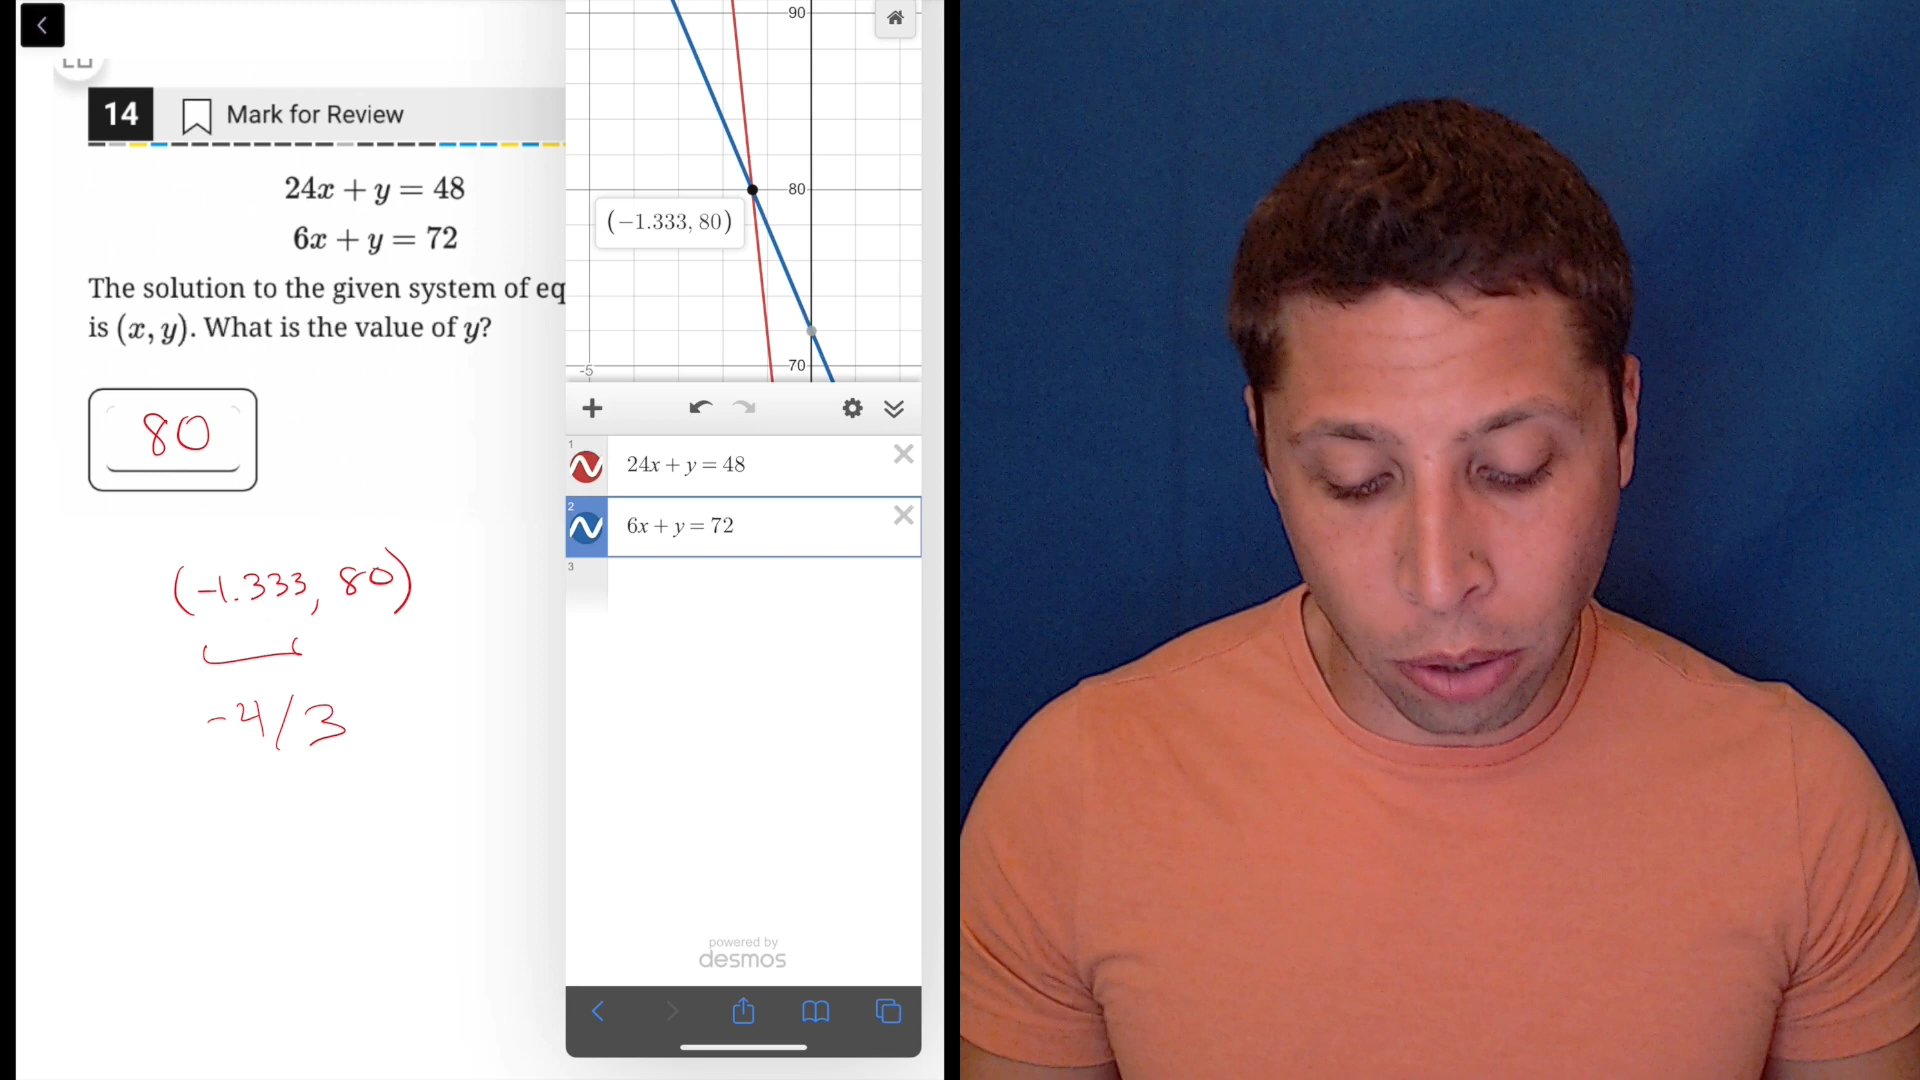 14 Mark for Review
24x + y = 48
6x + y = 72
The solution to the given system of eq
is (x, y). What is the value of y?
80
(-1.333, 80)
-4/3
90
80
(−1.333, 80)
70
-5
1
24x + y = 48
2
6x + y = 72
3
powered by
desmos